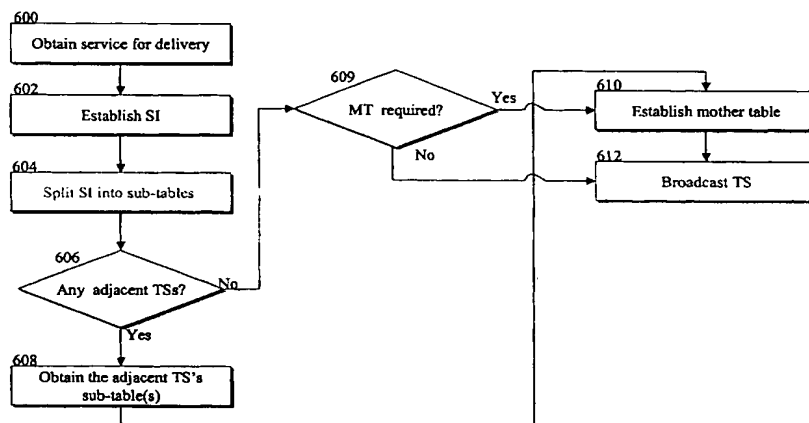 600
Obtain service for delivery
602
Establish SI
604
Split SI into sub-tables
606
Any adjacent TSs?
No
Yes
608
Obtain the adjacent TS's
sub-table(s)
609
MT required?
Yes
No
610
Establish mother table
612
Broadcast TS